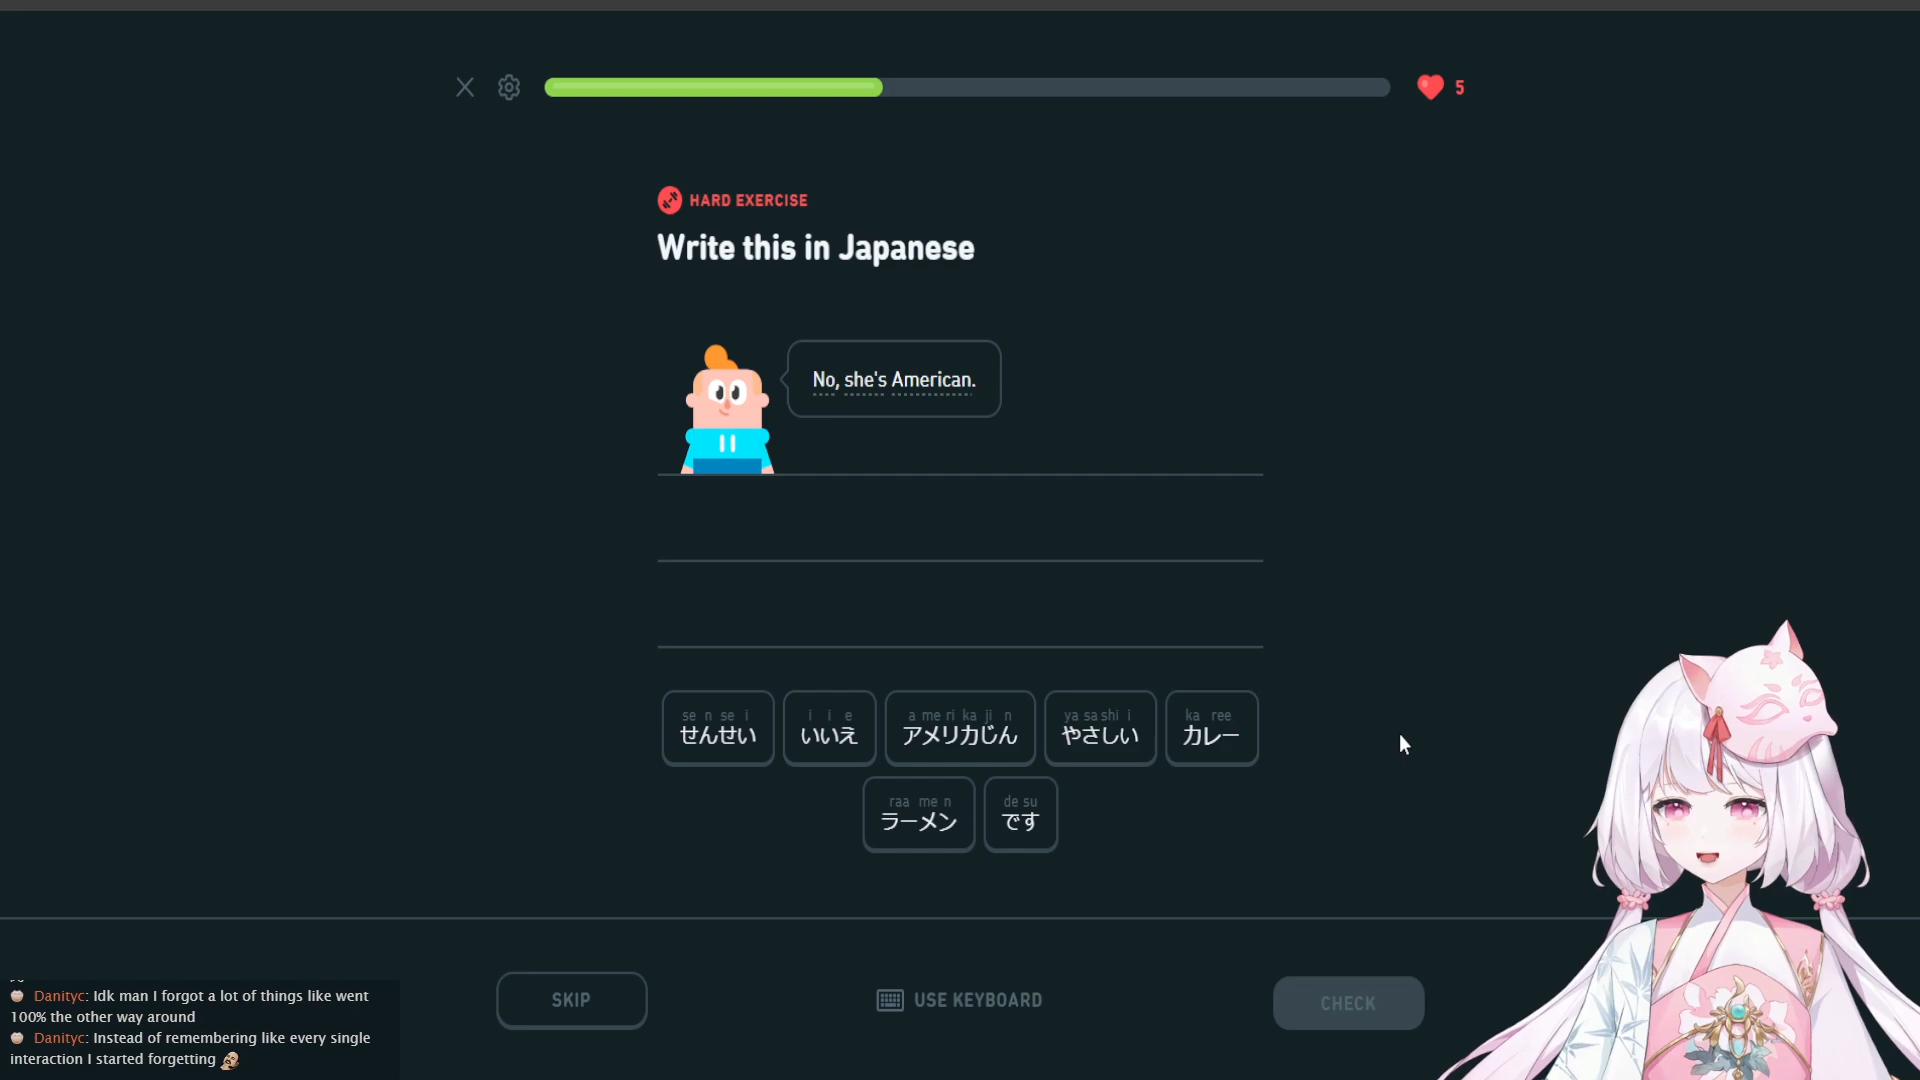 5
HARD EXERCISE
Write this in Japanese
No, she's American.
se n se i
せんせい
i i e
いいえ
a me ri ka ji n
アメリカじん
ya sa shi i
やさしい
ka ree
カレー
raa me n
ラーメン
de su
です
SKIP
USE KEYBOARD
CHECK
Danityc: Idk man I forgot a lot of things like went
100% the other way around
Danityc: Instead of remembering like every single
interaction I started forgetting